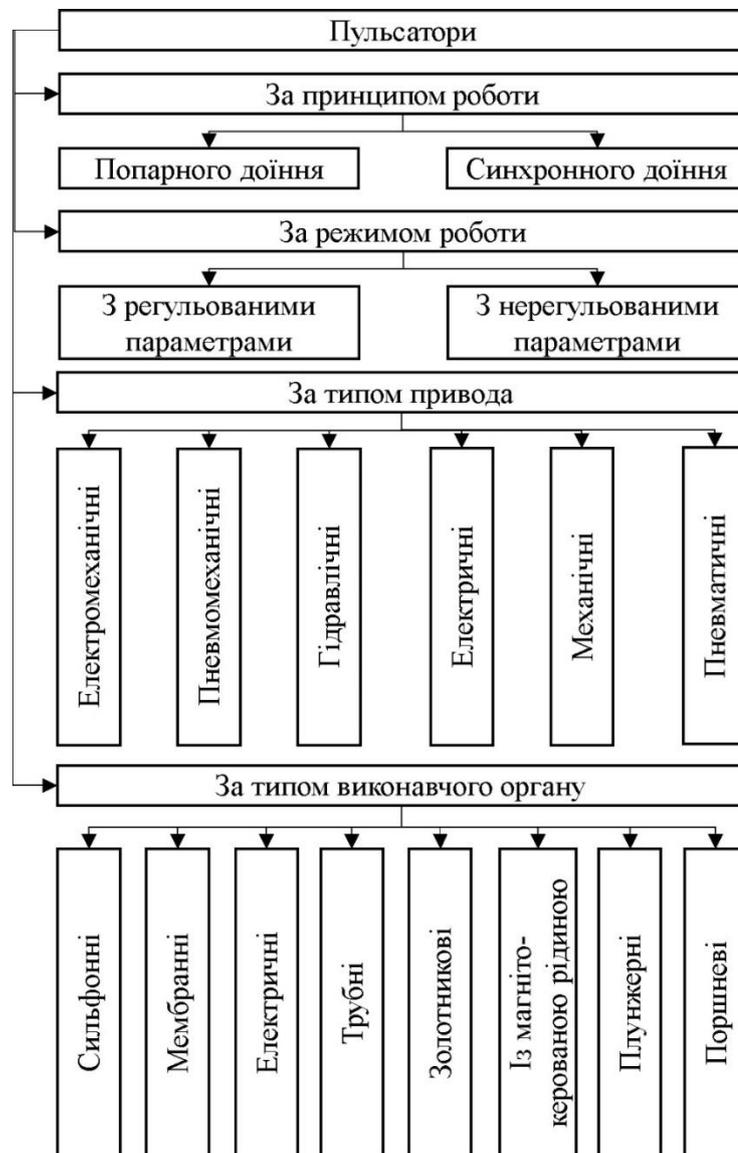 Пульсатори
За принципом роботи
Попарного доїння
Синхронного доїння
За режимом роботи
З регульованими
параметрами
З нерегульованими
параметрами
За типом привода
Електромеханічні
Пневмомеханічні
Гідравлічні
Електричні
Механічні
Пневматичні
За типом виконавчого органу
Сильфонні
Мембранні
Електричні
Трубні
Золотникові
Із магніто-
керованою рідиною
Плунжерні
Поршневі